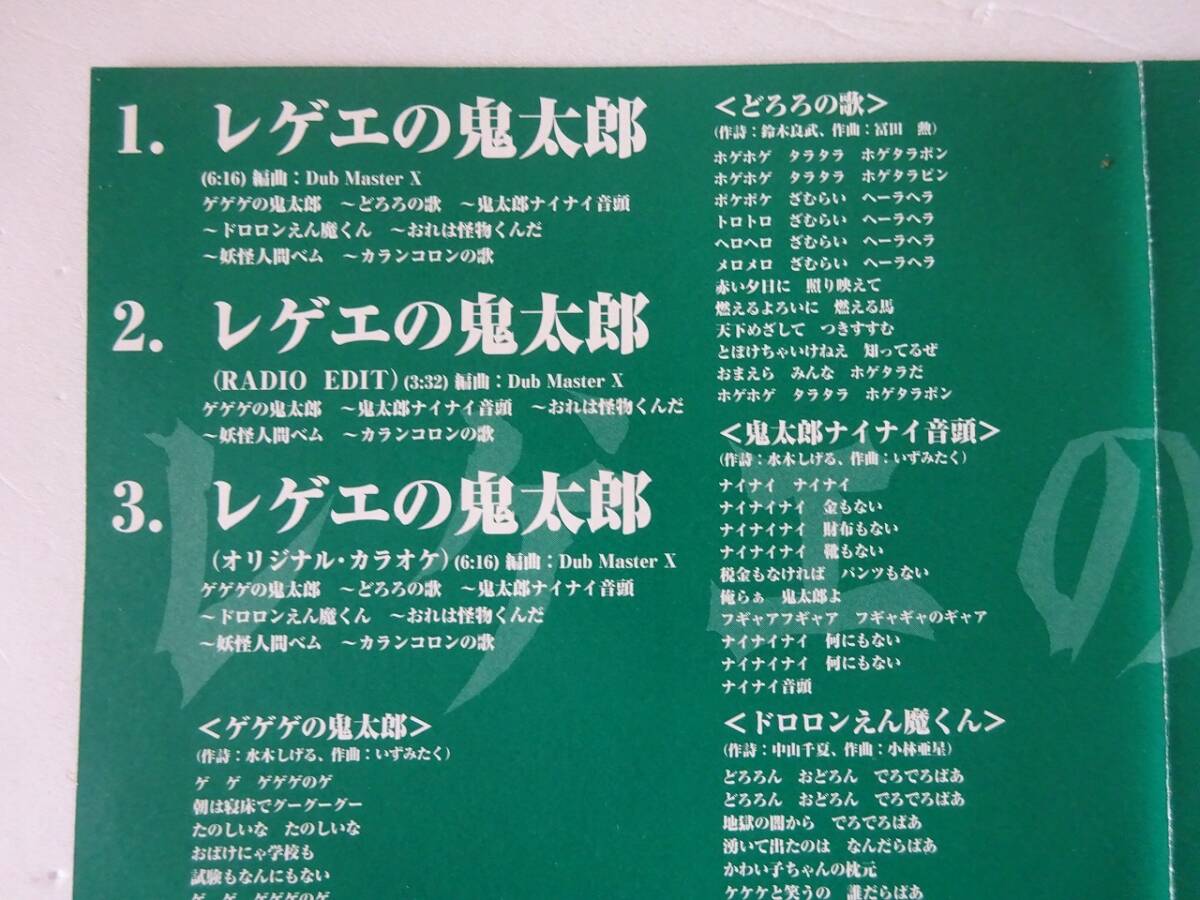 1. レゲエの鬼太郎
(6:16) 編曲：Dub Master X
ゲゲゲの鬼太郎　～どろろの歌　～鬼太郎ナイナイ音頭
～ドロロンえん魔くん　～おれは怪物くんだ
～妖怪人間ベム　～カランコロンの歌
2. レゲエの鬼太郎
(RADIO EDIT) (3:32) 編曲：Dub Master X
ゲゲゲの鬼太郎　～鬼太郎ナイナイ音頭　～おれは怪物くんだ
～妖怪人間ベム　～カランコロンの歌
3. レゲエの鬼太郎
(オリジナル・カラオケ) (6:16) 編曲：Dub Master X
ゲゲゲの鬼太郎　～どろろの歌　～鬼太郎ナイナイ音頭
～ドロロンえん魔くん　～おれは怪物くんだ
～妖怪人間ベム　～カランコロンの歌
＜ゲゲゲの鬼太郎＞
(作詩：水木しげる、作曲：いずみたく)
ゲ　ゲ　ゲゲゲのゲ
朝は寝床でグーグーグー
たのしいな　たのしいな
おばけにゃ学校も
試験もなんにもない
ゲ　ゲ　ゲゲゲのゲ
＜どろろの歌＞
(作詩：鈴木良武、作曲：冨田　勲)
ホゲホゲ　タラタラ　ホゲタラポン
ホゲホゲ　タラタラ　ホゲタラピン
ポケポケ　ざむらい　ヘーラヘラ
トロトロ　ざむらい　ヘーラヘラ
ヘロヘロ　ざむらい　ヘーラヘラ
メロメロ　ざむらい　ヘーラヘラ
赤い夕日に　照り映えて
燃えるよろいに　燃える馬
天下めざして　つきすすむ
とぼけちゃいけねえ　知ってるぜ
おまえら　みんな　ホゲタラだ
ホゲホゲ　タラタラ　ホゲタラポン
＜鬼太郎ナイナイ音頭＞
(作詩：水木しげる、作曲：いずみたく)
ナイナイ　ナイナイ
ナイナイナイ　金もない
ナイナイナイ　財布もない
ナイナイナイ　靴もない
税金もなければ　パンツもない
俺らぁ　鬼太郎よ
フギャアフギャア　フギャギャのギャア
ナイナイナイ　何にもない
ナイナイナイ　何にもない
ナイナイ音頭
＜ドロロンえん魔くん＞
(作詩：中山千夏、作曲：小林亜星)
どろろん　おどろん　でろでろばあ
どろろん　おどろん　でろでろばあ
地獄の闇から　でろでろばあ
湧いて出たのは　なんだらばあ
かわい子ちゃんの枕元
ケケケと笑うの　誰だらばあ
レゲエの